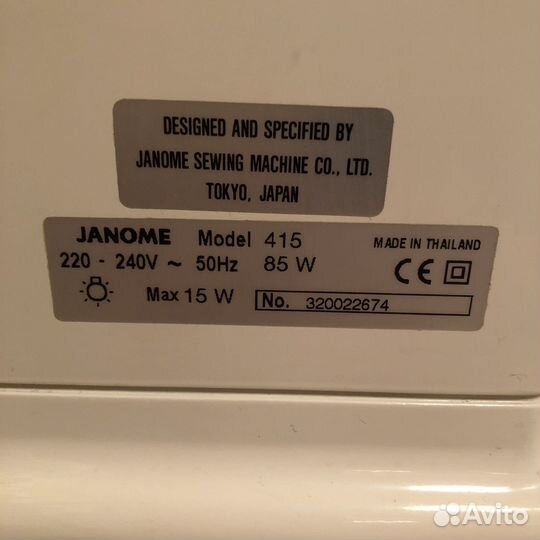 DESIGNED AND SPECIFIED BY
JANOME SEWING MACHINE CO., LTD.
TOKYO, JAPAN
JANOME Model 415 MADE IN THAILAND
220 - 240V ~ 50Hz 85 W CE
Max 15 W No. 320022674
Avito